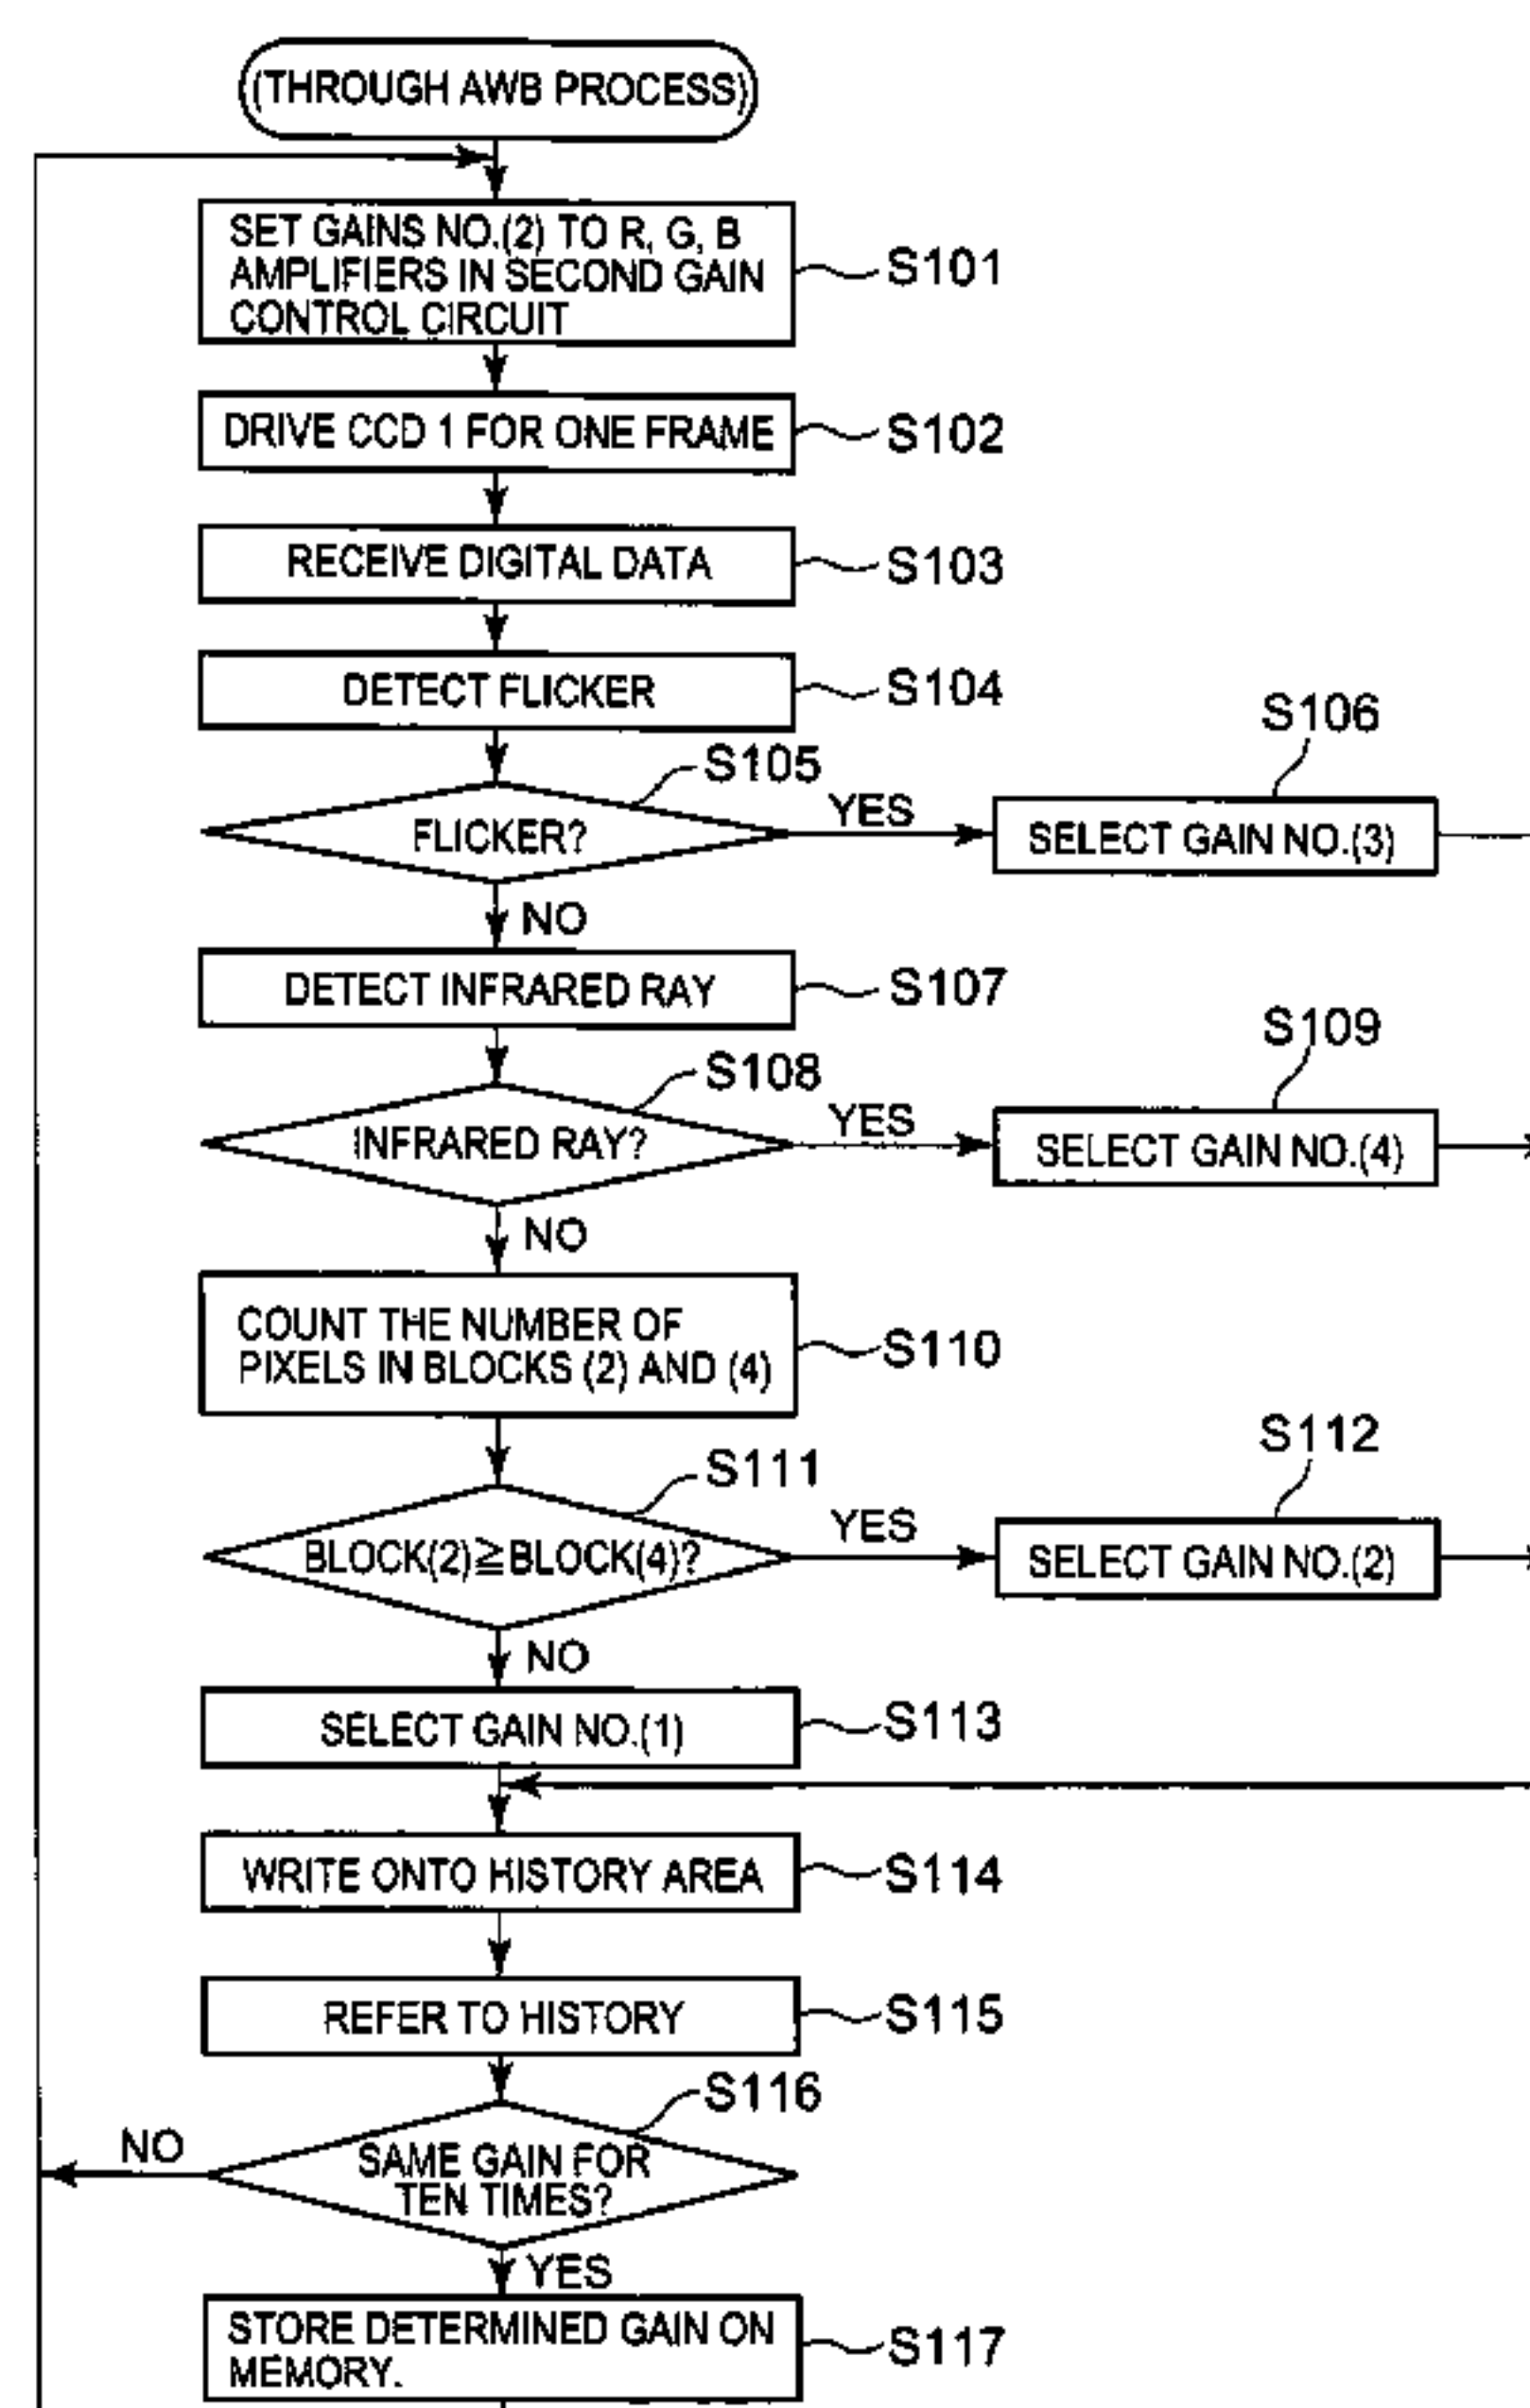 (THROUGH AWB PROCESS)
SET GAINS NO.(2) TO R, G, B
AMPLIFIERS IN SECOND GAIN
CONTROL CIRCUIT
S101
DRIVE CCD 1 FOR ONE FRAME
S102
RECEIVE DIGITAL DATA
S103
DETECT FLICKER
S104
S105
FLICKER?
YES
S106
SELECT GAIN NO.(3)
NO
DETECT INFRARED RAY
S107
S108
INFRARED RAY?
YES
S109
SELECT GAIN NO.(4)
NO
COUNT THE NUMBER OF
PIXELS IN BLOCKS (2) AND (4)
S110
S111
BLOCK(2)≧BLOCK(4)?
YES
S112
SELECT GAIN NO.(2)
NO
SELECT GAIN NO.(1)
S113
WRITE ONTO HISTORY AREA
S114
REFER TO HISTORY
S115
S116
SAME GAIN FOR
TEN TIMES?
NO
YES
STORE DETERMINED GAIN ON
MEMORY.
S117